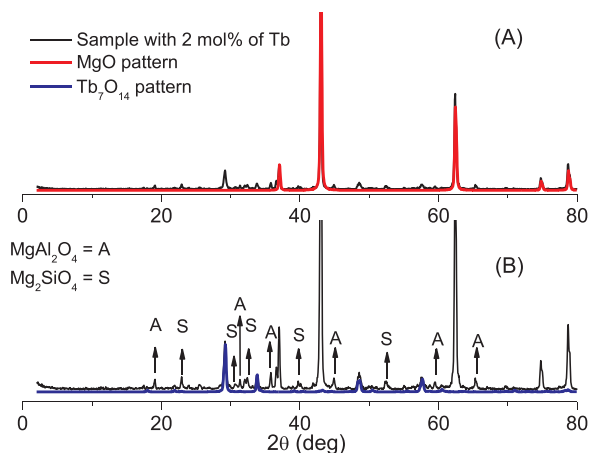 Sample with 2 mol% of Tb
(A)
MgO pattern
Tb₇O₁₄ pattern
0 20 40 60 80
MgAl₂O₄ = A
(B)
Mg₂SiO₄ = S
A S S A S A S A S A A
0 20 40 60 80
2θ (deg)